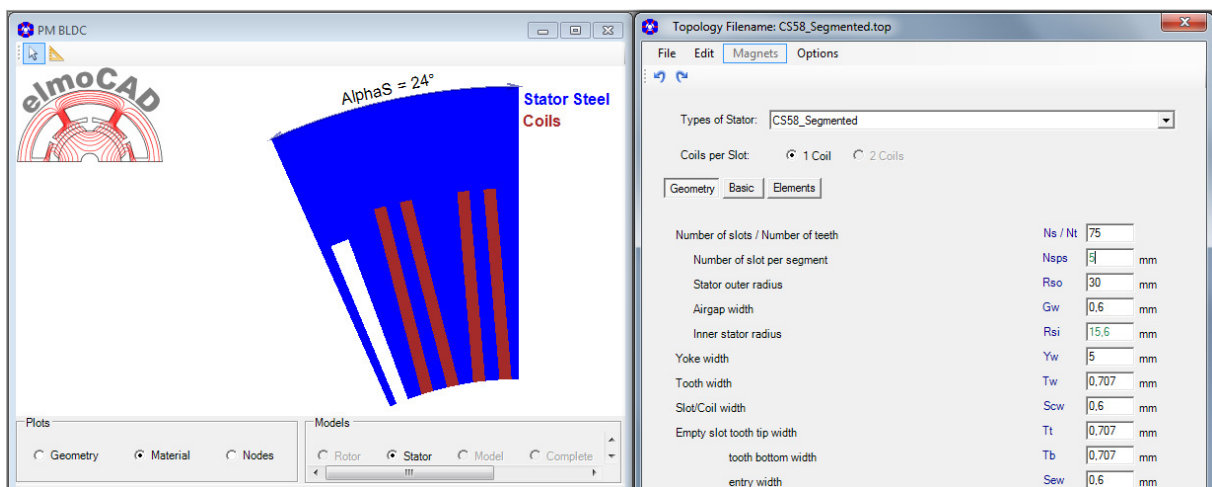 PM BLDC
elmoCAD
AlphaS = 24°
Stator Steel
Coils
Plots
Geometry
Material
Nodes
Models
Rotor
Stator
Model
Complete
Topology Filename: CS58_Segmented.top
File Edit Magnets Options
Types of Stator: CS58_Segmented
Coils per Slot: 1 Coil 2 Coils
Geometry Basic Elements
Number of slots / Number of teeth Ns / Nt 75
Number of slot per segment Nsps 5 mm
Stator outer radius Rso 30 mm
Airgap width Gw 0,6 mm
Inner stator radius Rsi 15,6 mm
Yoke width Yw 5 mm
Tooth width Tw 0,707 mm
Slot/Coil width Scw 0,6 mm
Empty slot tooth tip width Tt 0,707 mm
tooth bottom width Tb 0,707 mm
entry width Sew 0,6 mm